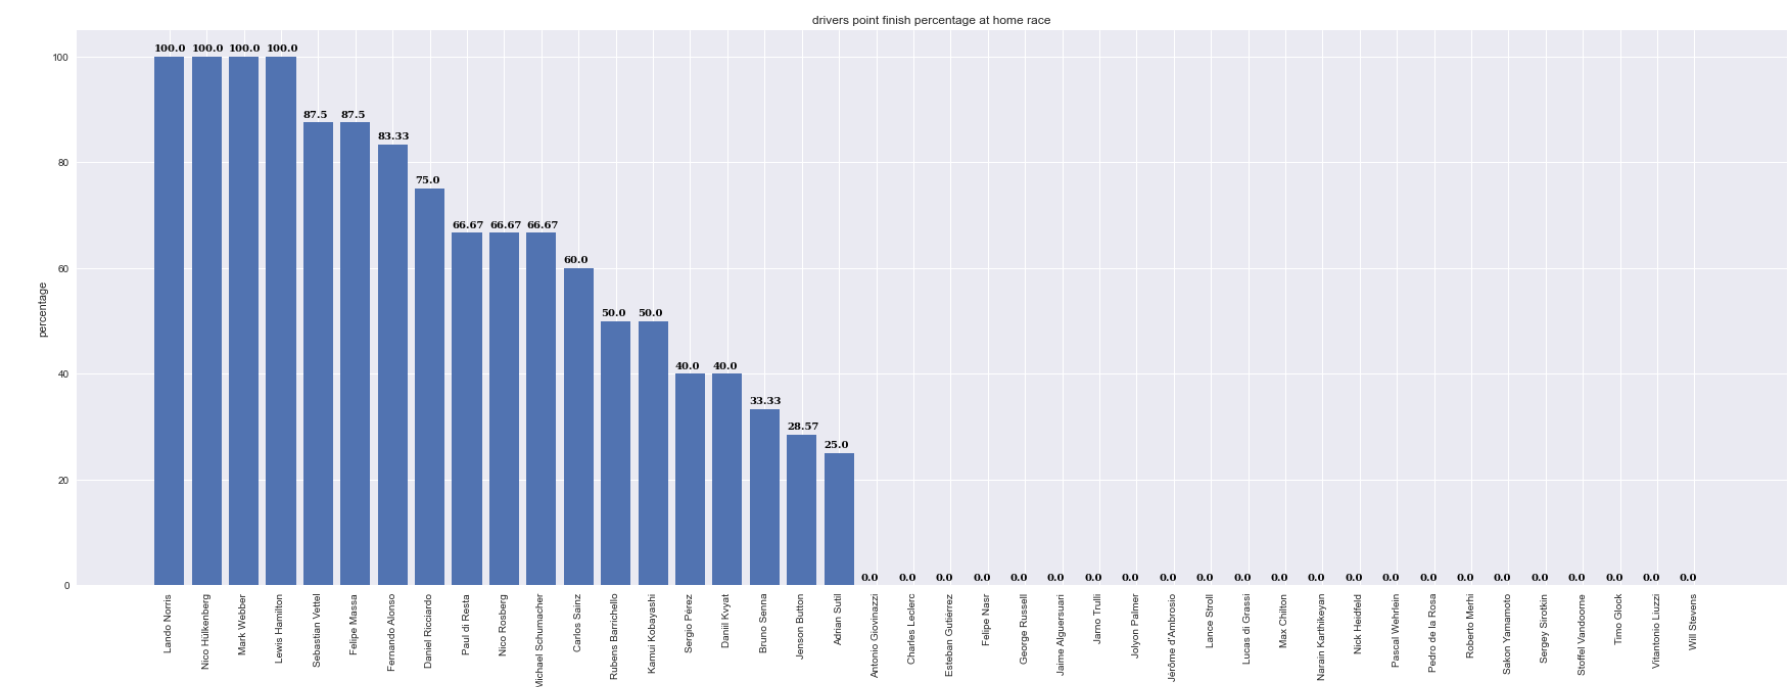 drivers point finish percentage at home race
percentage
100
80
60
40
20
0
100.0 100.0 100.0 100.0
87.5 87.5
83.33
75.0
66.67 66.67 66.67
60.0
50.0 50.0
40.0 40.0
33.33
28.57
25.0
0.0 0.0 0.0 0.0 0.0 0.0 0.0 0.0 0.0 0.0 0.0 0.0 0.0 0.0 0.0 0.0 0.0 0.0 0.0 0.0 0.0 0.0 0.0
Lando Norris
Nico Hülkenberg
Mark Webber
Lewis Hamilton
Sebastian Vettel
Felipe Massa
Fernando Alonso
Daniel Ricciardo
Paul di Resta
Nico Rosberg
Michael Schumacher
Carlos Sainz
Rubens Barrichello
Kamui Kobayashi
Sergio Pérez
Daniil Kvyat
Bruno Senna
Jenson Button
Adrian Sutil
Antonio Giovinazzi
Charles Leclerc
Esteban Gutiérrez
Felipe Nasr
George Russell
Jaime Alguersuari
Jarno Trulli
Jolyon Palmer
Jérôme d'Ambrosio
Lance Stroll
Lucas di Grassi
Max Chilton
Narain Karthikeyan
Nick Heidfeld
Pascal Wehrlein
Pedro de la Rosa
Roberto Merhi
Sakon Yamamoto
Sergey Sirotkin
Stoffel Vandoorne
Timo Glock
Vitantonio Liuzzi
Will Stevens